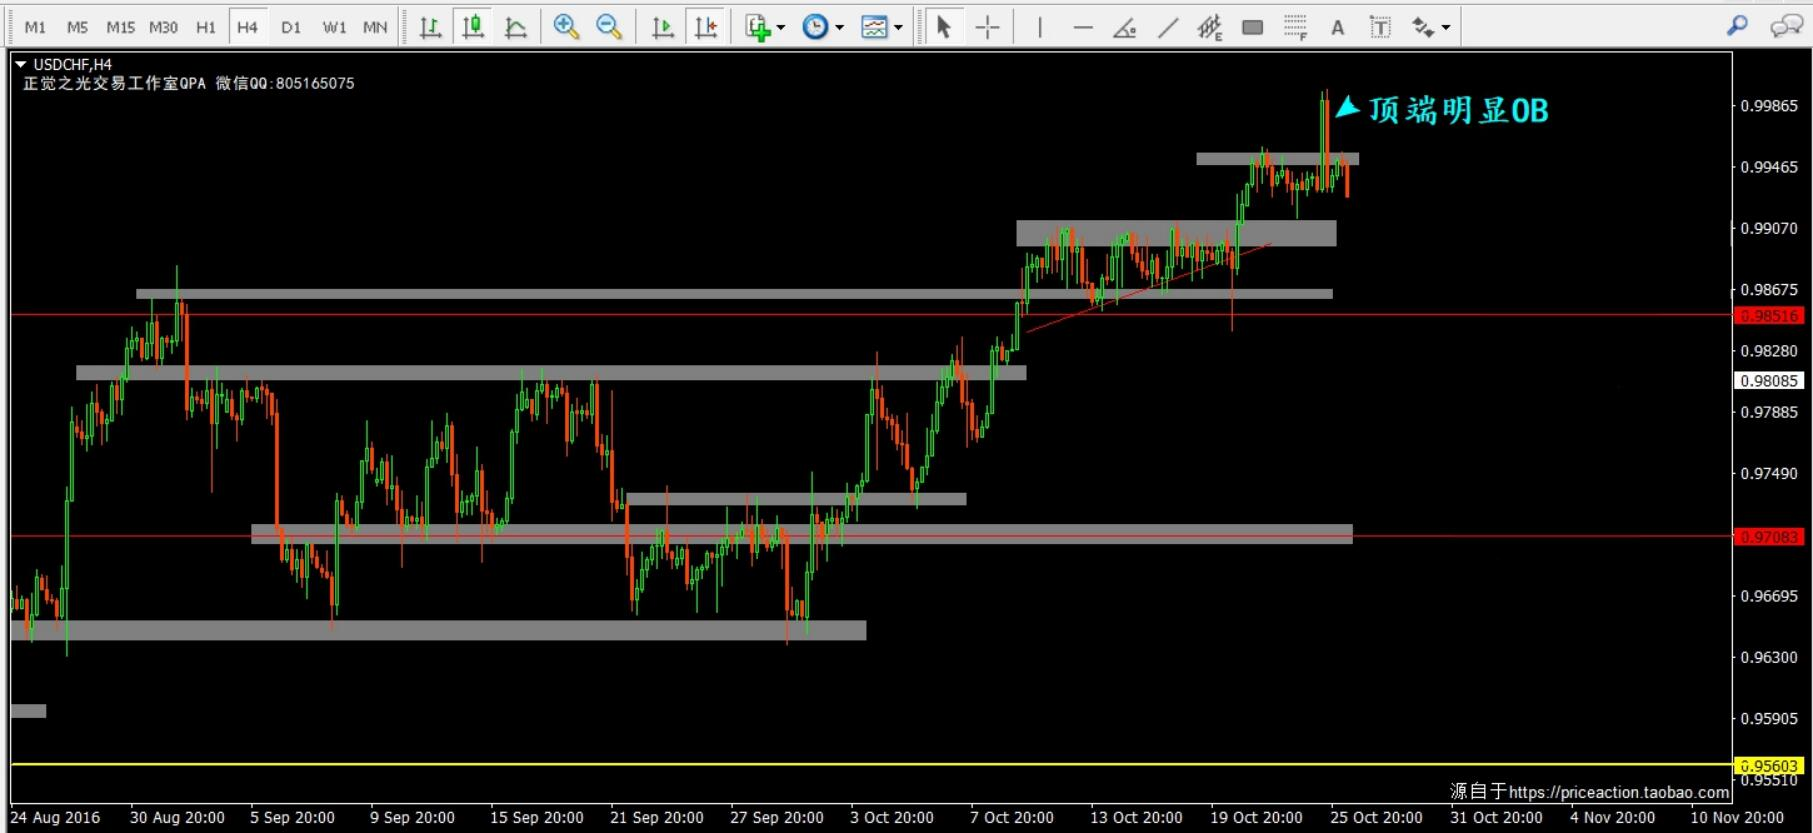 M1 M5 M15 M30 H1 H4 D1 W1 MN
E F A T
USDCHF,H4
正觉之光交易工作室QPA 微信QQ:805165075
顶端明显OB
0.99865
0.99465
0.99070
0.98675
0.98516
0.98280
0.98085
0.97885
0.97490
0.97083
0.96695
0.96300
0.95905
0.95603
0.95510
源自于https://priceaction.taobao.com
24 Aug 2016 30 Aug 20:00 5 Sep 20:00 9 Sep 20:00 15 Sep 20:00 21 Sep 20:00 27 Sep 20:00 3 Oct 20:00 7 Oct 20:00 13 Oct 20:00 19 Oct 20:00 25 Oct 20:00 31 Oct 20:00 4 Nov 20:00 10 Nov 20:00